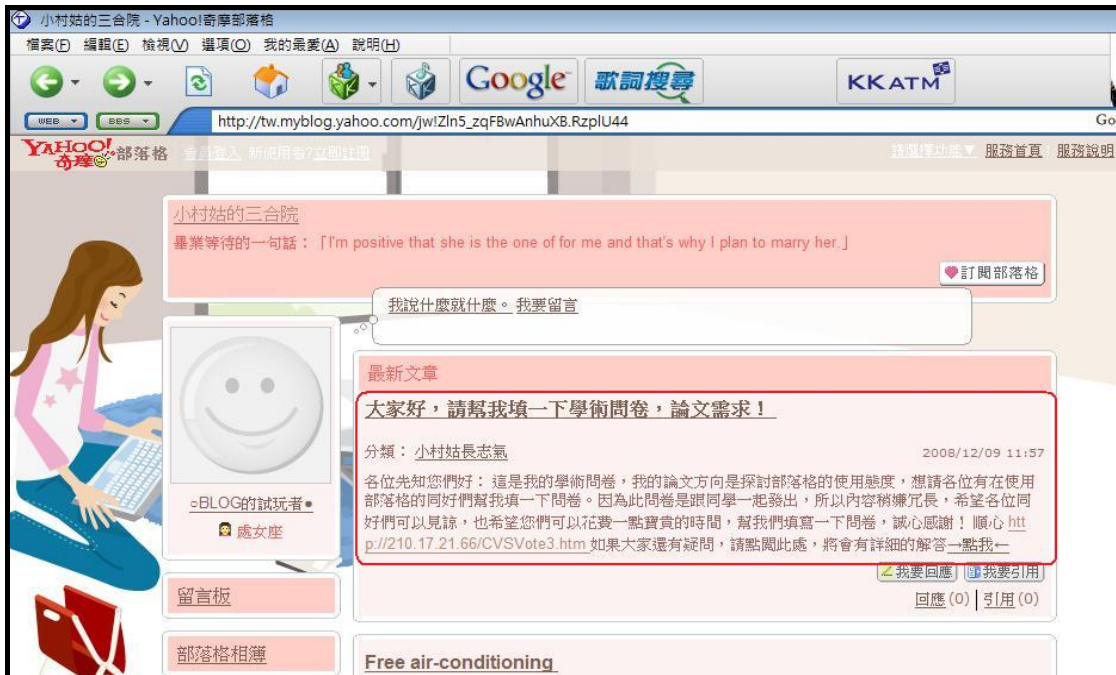 小村姑的三合院 - Yahoo!奇摩部落格
檔案(F) 編輯(E) 檢視(V) 選項(O) 我的最愛(A) 說明(H)
Google 歌詞搜尋 KKATM
WEB BBS http://tw.myblog.yahoo.com/jw!Zln5_zqFBwAnhuXB.RzplU44 Go
YAHOO!奇摩 部落格 會員登入 新使用者?立即註冊 請選擇功能▼ 服務首頁 服務說明
小村姑的三合院
畢業等待的一句話：「I'm positive that she is the one of for me and that's why I plan to marry her.」
訂閱部落格
我說什麼就什麼。 我要留言
最新文章
大家好，請幫我填一下學術問卷，論文需求！
分類： 小村姑長志氣 2008/12/09 11:57
各位先知您們好： 這是我的學術問卷，我的論文方向是探討部落格的使用態度，想請各位有在使用
部落格的同好們幫我填一下問卷。因為此問卷是跟同學一起發出，所以內容稍嫌冗長，希望各位同
好們可以見諒，也希望您們可以花費一點寶貴的時間，幫我們填寫一下問卷，誠心感謝！ 順心 htt
p://210.17.21.66/CVSVote3.htm 如果大家還有疑問，請點閱此處，將會有詳細的解答→點我←
○BLOG的試玩者●
處女座
我要回應 我要引用
回應(0) | 引用(0)
留言板
部落格相簿
Free air-conditioning